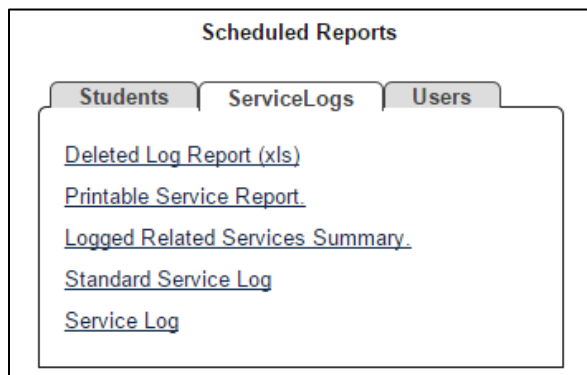 Scheduled Reports
Students ServiceLogs Users
Deleted Log Report (xls)
Printable Service Report.
Logged Related Services Summary.
Standard Service Log
Service Log